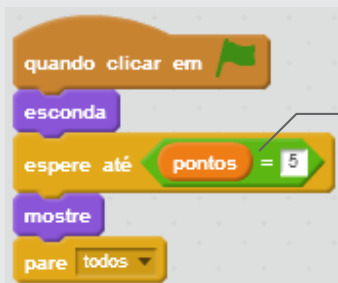 quando clicar em
esconda
espere até pontos = 5
mostre
pare todos